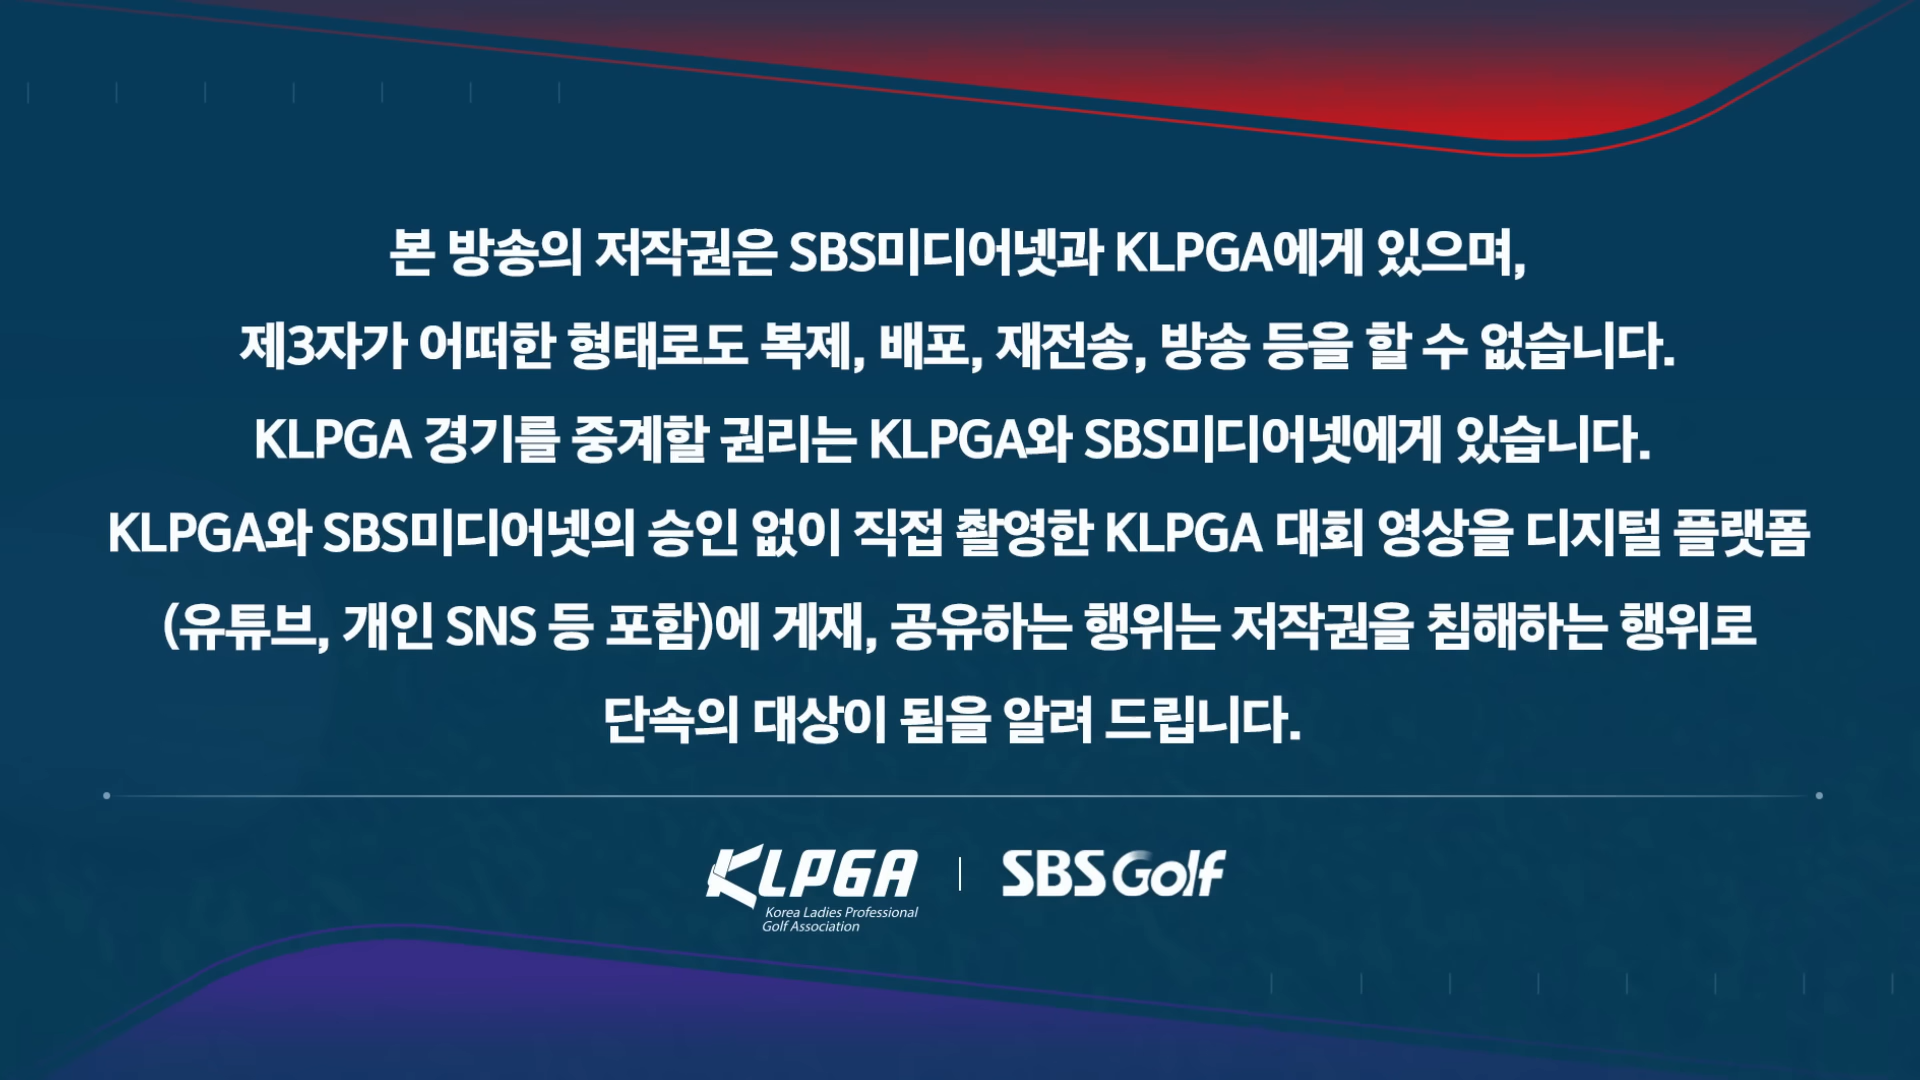 본 방송의 저작권은 SBS미디어넷과 KLPGA에게 있으며,
제3자가 어떠한 형태로도 복제, 배포, 재전송, 방송 등을 할 수 없습니다.
KLPGA 경기를 중계할 권리는 KLPGA와 SBS미디어넷에게 있습니다.
KLPGA와 SBS미디어넷의 승인 없이 직접 촬영한 KLPGA 대회 영상을 디지털 플랫폼
(유튜브, 개인 SNS 등 포함)에 게재, 공유하는 행위는 저작권을 침해하는 행위로
단속의 대상이 됨을 알려 드립니다.
KLPGA
Korea Ladies Professional
Golf Association
SBS Golf